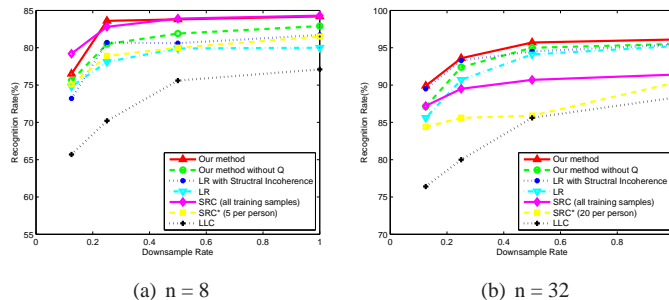 85
80
75
70
65
60
55
0
0.2
0.4
0.6
0.8
1
Recognition Rate(%)
Downsample Rate
Our method
Our method without Q
LR with Structral Incoherence
LR
SRC (all training samples)
SRC* (5 per person)
LLC
(a) n = 8
100
95
90
85
80
75
70
0
0.2
0.4
0.6
0.8
Recognition Rate(%)
Downsample Rate
Our method
Our method without Q
LR with Structral Incoherence
LR
SRC (all training samples)
SRC* (20 per person)
LLC
(b) n = 32